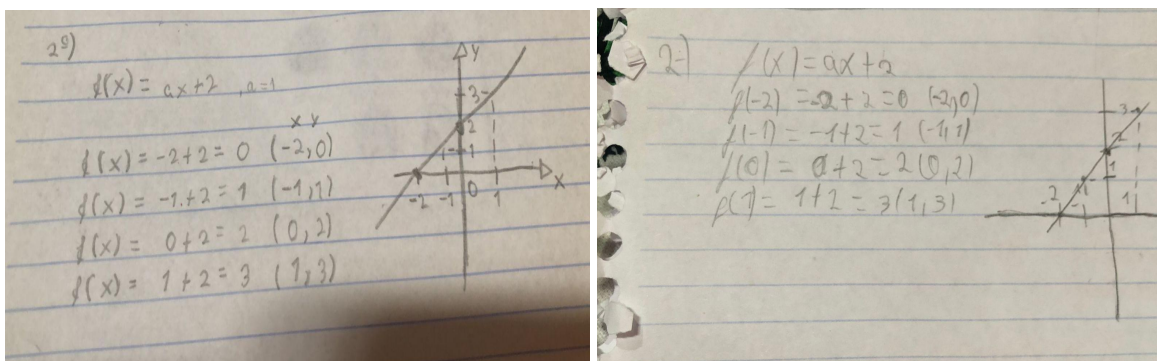 2º)
f(x) = ax+2 , a=1
x y
f(x) = -2+2 = 0 (-2,0)
f(x) = -1+2 = 1 (-1,1)
f(x) = 0+2 = 2 (0,2)
f(x) = 1+2 = 3 (1,3)
y
3
2
1
-2 -1 0 1 x
2-)
f(x) = ax+2
f(-2) = -2+2 = 0 (-2,0)
f(-1) = -1+2 = 1 (-1,1)
f(0) = 0+2 = 2 (0,2)
f(1) = 1+2 = 3 (1,3)
3
2
1
-2 -1 1